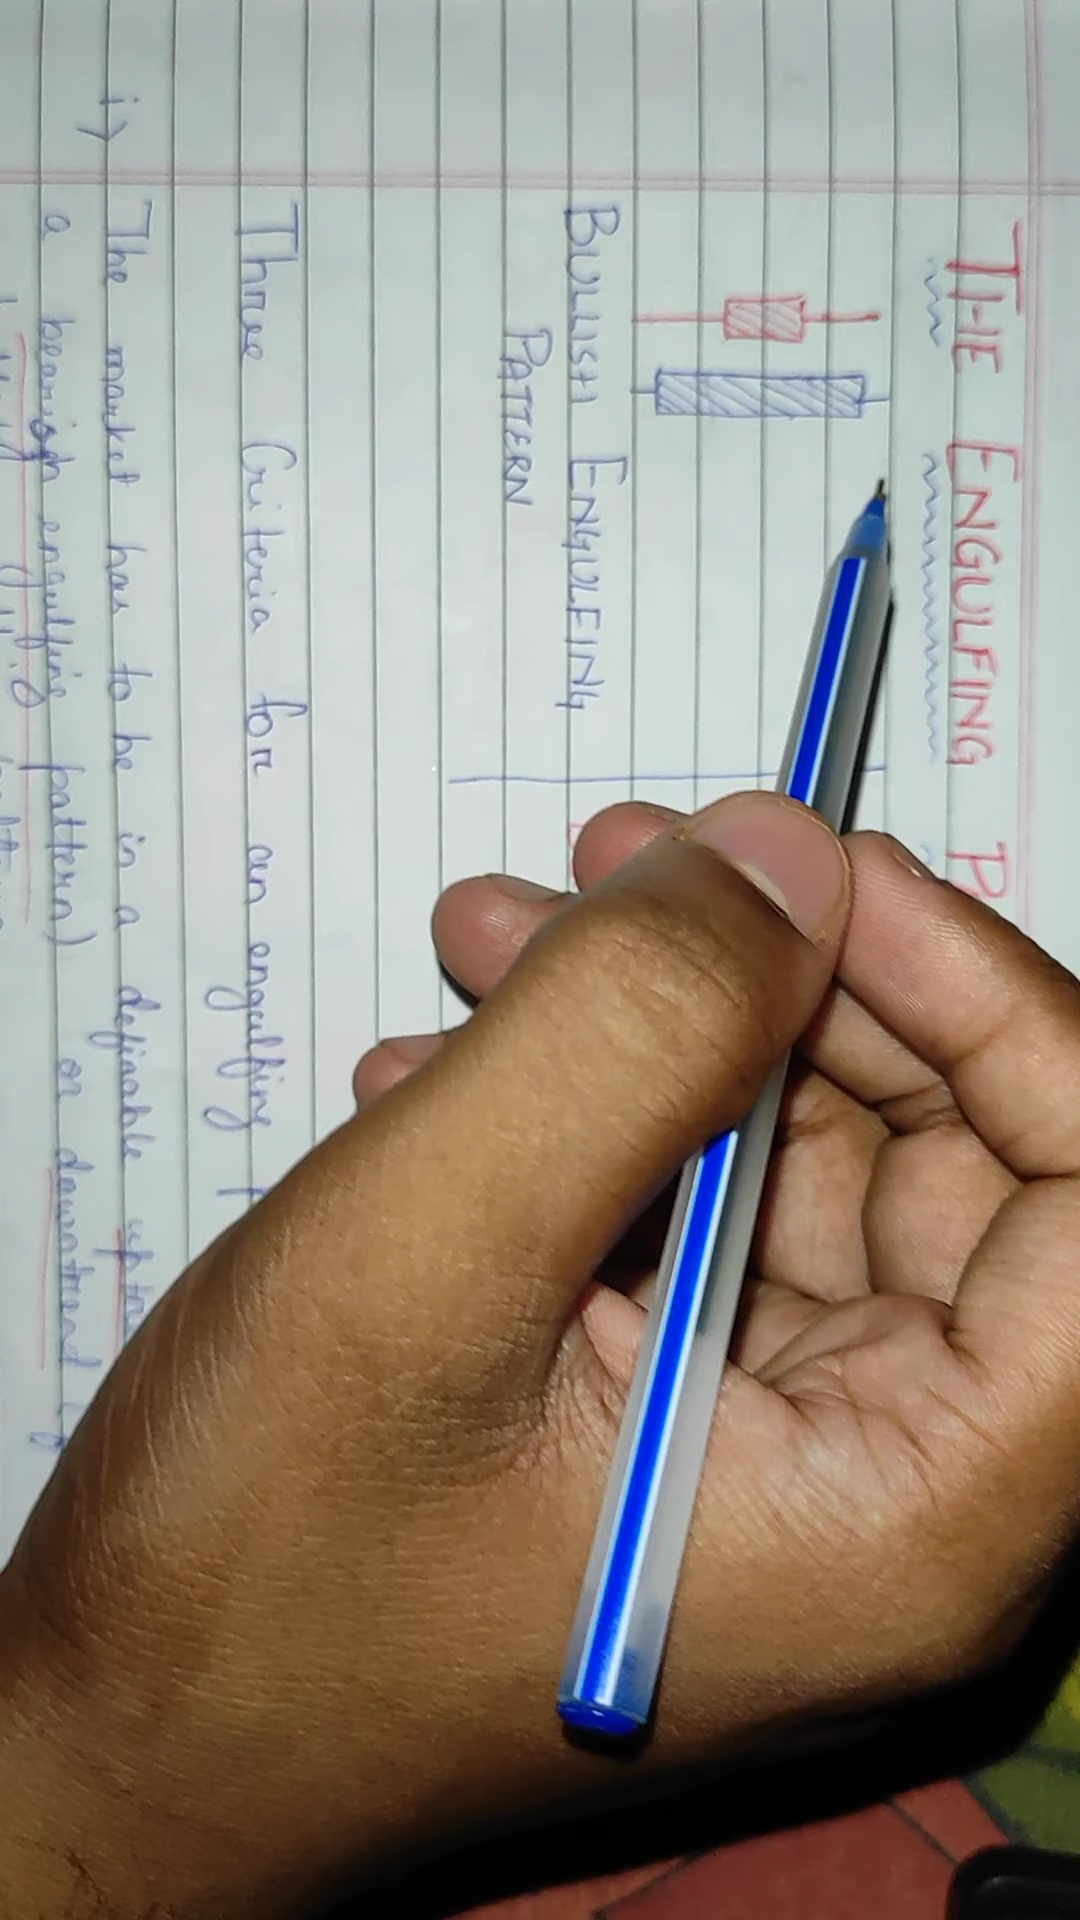 THE ENGULFING
BULLISH ENGULFING
PATTERN
Three Criteria for an engulfing
i> The market has to be in a definable
a bearish engulfing pattern) or downtrend